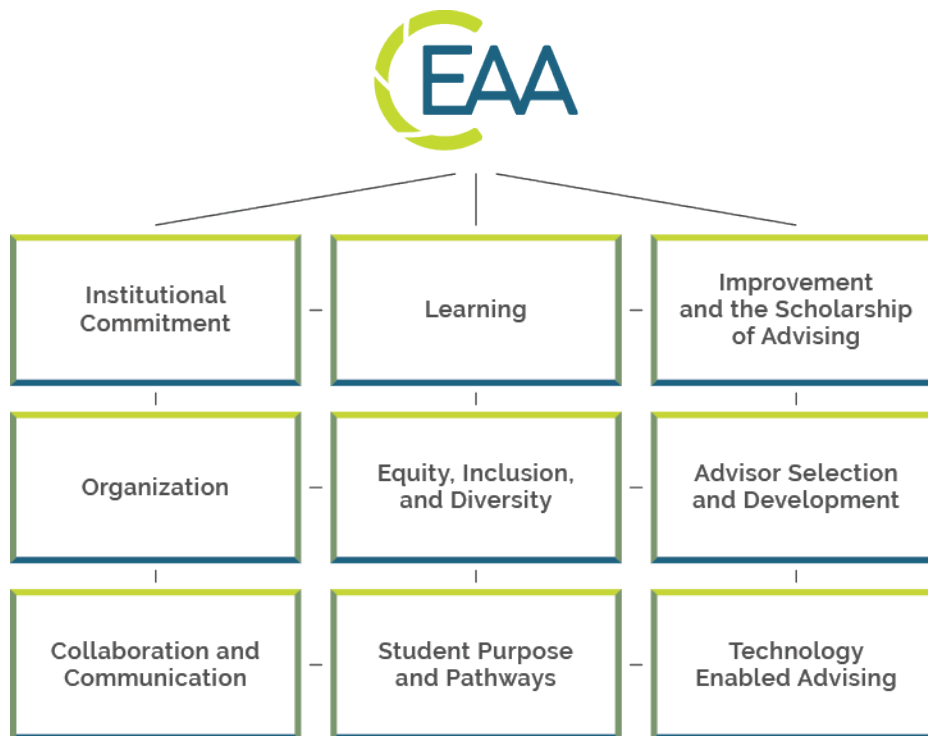 CEAA
Institutional
Commitment
Learning
Improvement
and the Scholarship
of Advising
Organization
Equity, Inclusion,
and Diversity
Advisor Selection
and Development
Collaboration and
Communication
Student Purpose
and Pathways
Technology
Enabled Advising